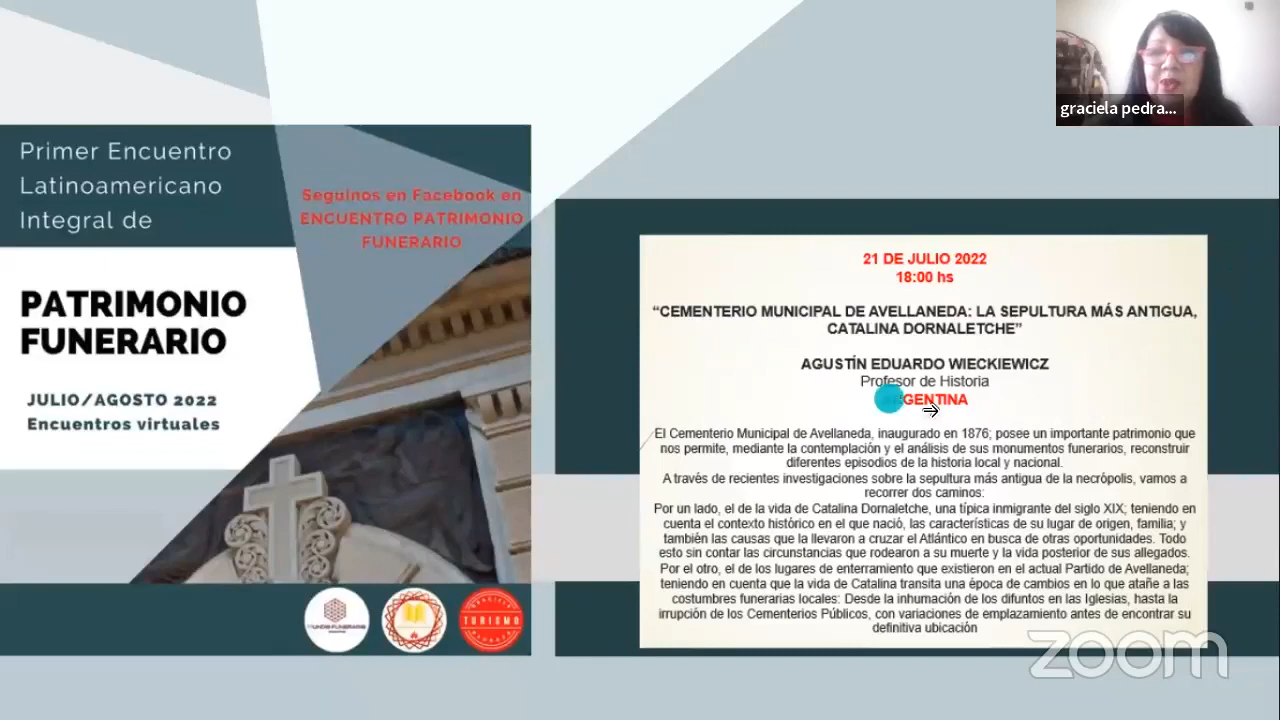 graciela pedra...
Primer Encuentro
Latinoamericano
Integral de
Seguinos en Facebook en
ENCUENTRO PATRIMONIO
FUNERARIO
PATRIMONIO
FUNERARIO
JULIO/AGOSTO 2022
Encuentros virtuales
TURISMO
21 DE JULIO 2022
18:00 hs
“CEMENTERIO MUNICIPAL DE AVELLANEDA: LA SEPULTURA MÁS ANTIGUA,
CATALINA DORNALETCHE”
AGUSTÍN EDUARDO WIECKIEWICZ
Profesor de Historia
GENTINA
El Cementerio Municipal de Avellaneda, inaugurado en 1876; posee un importante patrimonio que
nos permite, mediante la contemplación y el análisis de sus monumentos funerarios, reconstruir
diferentes episodios de la historia local y nacional.
A través de recientes investigaciones sobre la sepultura más antigua de la necrópolis, vamos a
recorrer dos caminos:
Por un lado, el de la vida de Catalina Dornaletche, una típica inmigrante del siglo XIX; teniendo en
cuenta el contexto histórico en el que nació, las características de su lugar de origen, familia; y
también las causas que la llevaron a cruzar el Atlántico en busca de otras oportunidades. Todo
esto sin contar las circunstancias que rodearon a su muerte y la vida posterior de sus allegados.
Por el otro, el de los lugares de enterramiento que existieron en el actual Partido de Avellaneda;
teniendo en cuenta que la vida de Catalina transita una época de cambios en lo que atañe a las
costumbres funerarias locales: Desde la inhumación de los difuntos en las Iglesias, hasta la
irrupción de los Cementerios Públicos, con variaciones de emplazamiento antes de encontrar su
definitiva ubicación
zoom